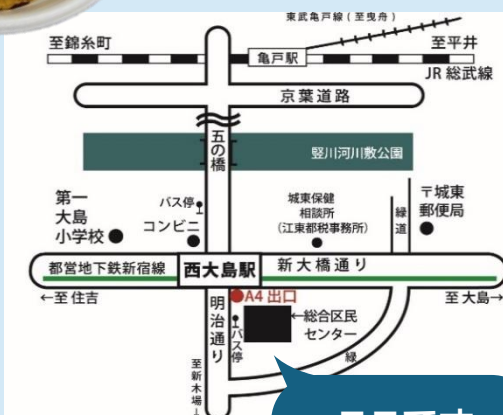 東武亀戸線（至曳舟）
至錦糸町
亀戸駅
至平井
JR 総武線
京葉道路
五の橋
竪川河川敷公園
第一
大島
小学校
バス停
コンビニ
城東保健
相談所
（江東都税事務所）
緑道
〒城東
郵便局
都営地下鉄新宿線
西大島駅
新大橋通り
←至 住吉
A4 出口
至 大島→
明治通り
バス停
←総合区民
センター
緑
至新木場→